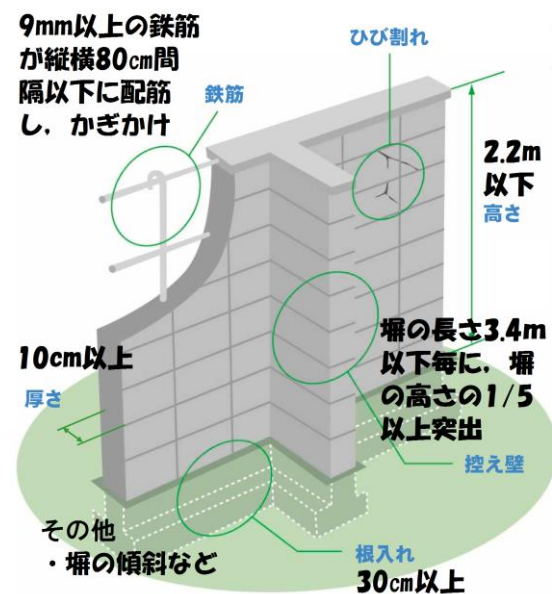 9mm以上の鉄筋
が縦横80㎝間
隔以下に配筋
し，かぎかけ
鉄筋
ひび割れ
2.2m
以下
高さ
塀の長さ3.4m
以下毎に，塀
の高さの1/5
以上突出
控え壁
10cm以上
厚さ
その他
・塀の傾斜など
根入れ
30㎝以上